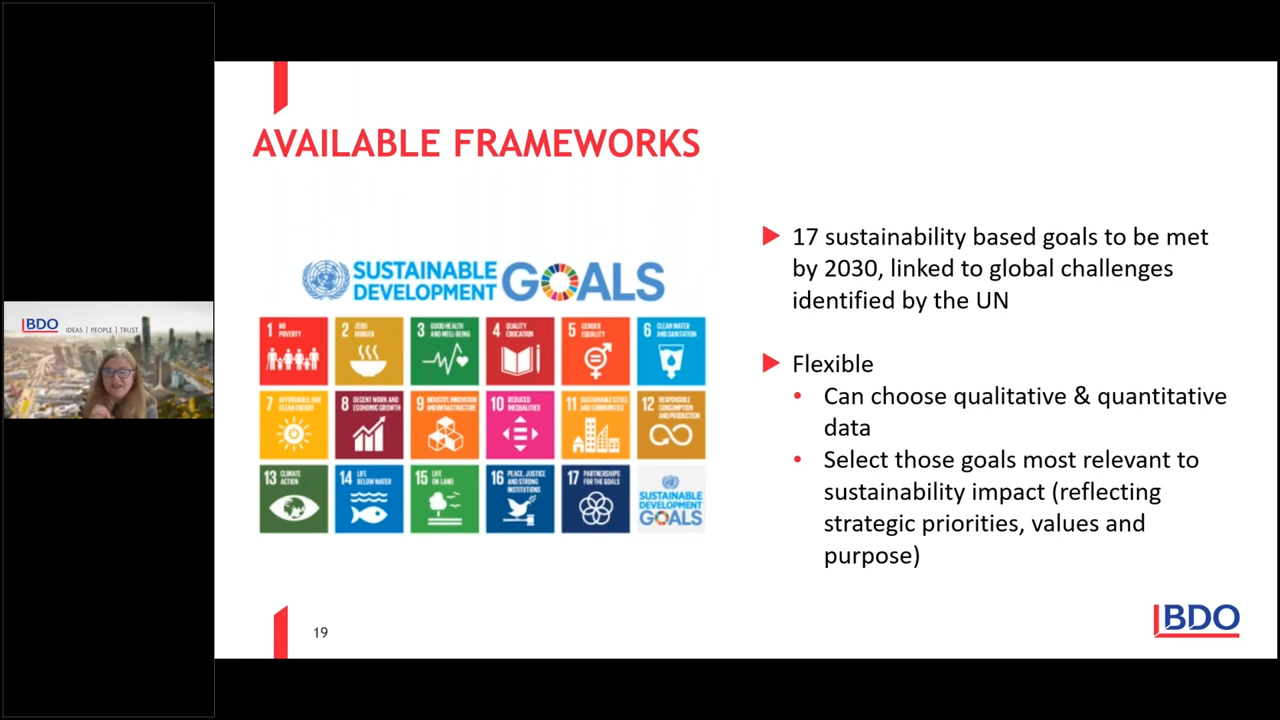 AVAILABLE FRAMEWORKS
SUSTAINABLE
DEVELOPMENT
GOALS
1 NO
POVERTY
2 ZERO
HUNGER
3 GOOD HEALTH
AND WELL-BEING
4 QUALITY
EDUCATION
5 GENDER
EQUALITY
6 CLEAN WATER
AND SANITATION
7 AFFORDABLE AND
CLEAN ENERGY
8 DECENT WORK AND
ECONOMIC GROWTH
9 INDUSTRY, INNOVATION
AND INFRASTRUCTURE
10 REDUCED
INEQUALITIES
11 SUSTAINABLE CITIES
AND COMMUNITIES
12 RESPONSIBLE
CONSUMPTION
AND PRODUCTION
13 CLIMATE
ACTION
14 LIFE
BELOW WATER
15 LIFE
ON LAND
16 PEACE, JUSTICE
AND STRONG
INSTITUTIONS
17 PARTNERSHIPS
FOR THE GOALS
SUSTAINABLE
DEVELOPMENT
GOALS
17 sustainability based goals to be met
by 2030, linked to global challenges
identified by the UN
Flexible
• Can choose qualitative & quantitative
data
• Select those goals most relevant to
sustainability impact (reflecting
strategic priorities, values and
purpose)
19
BDO
BDO IDEAS | PEOPLE | TRUST